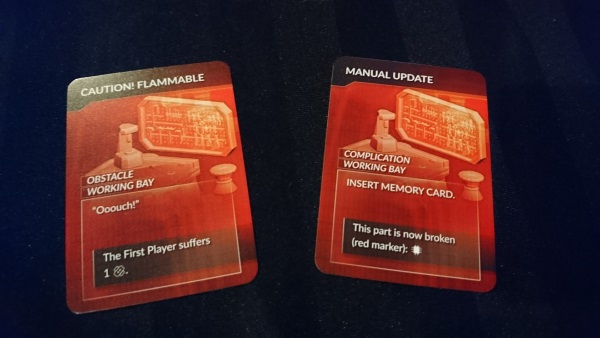 CAUTION! FLAMMABLE
OBSTACLE
WORKING BAY
"Ooouch!"
The First Player suffers
1 .
MANUAL UPDATE
COMPLICATION
WORKING BAY
INSERT MEMORY CARD.
This part is now broken
(red marker):